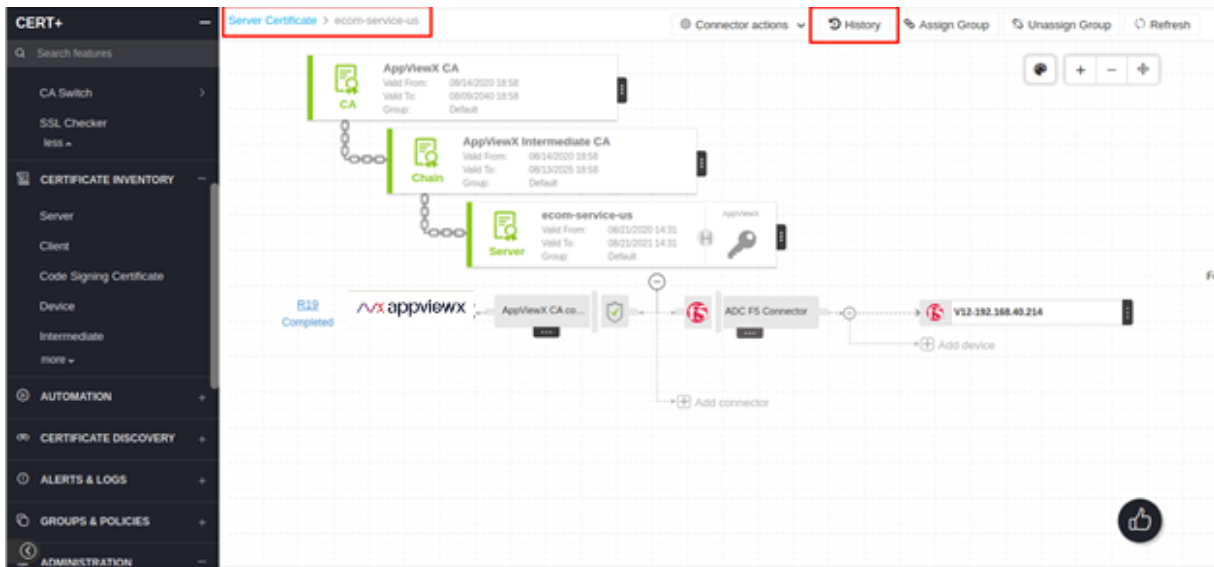 CERT+
Search features
CA Switch
SSL Checker
less
CERTIFICATE INVENTORY
Server
Client
Code Signing Certificate
Device
Intermediate
more
AUTOMATION
CERTIFICATE DISCOVERY
ALERTS & LOGS
GROUPS & POLICIES
ADMINISTRATION
Server Certificate > ecom-service-us
Connector actions
History
Assign Group
Unassign Group
Refresh
CA
AppViewX CA
Valid From: 08/14/2020 18:58
Valid To: 08/09/2040 18:58
Group: Default
Chain
AppViewX Intermediate CA
Valid From: 08/14/2020 18:58
Valid To: 08/13/2025 18:58
Group: Default
Server
ecom-service-us
Valid From: 08/21/2020 14:31
Valid To: 08/21/2021 14:31
Group: Default
AppViewX
R19
Completed
appviewx
AppViewX CA co...
ADC F5 Connector
V12-192.168.40.214
Add device
Add connector